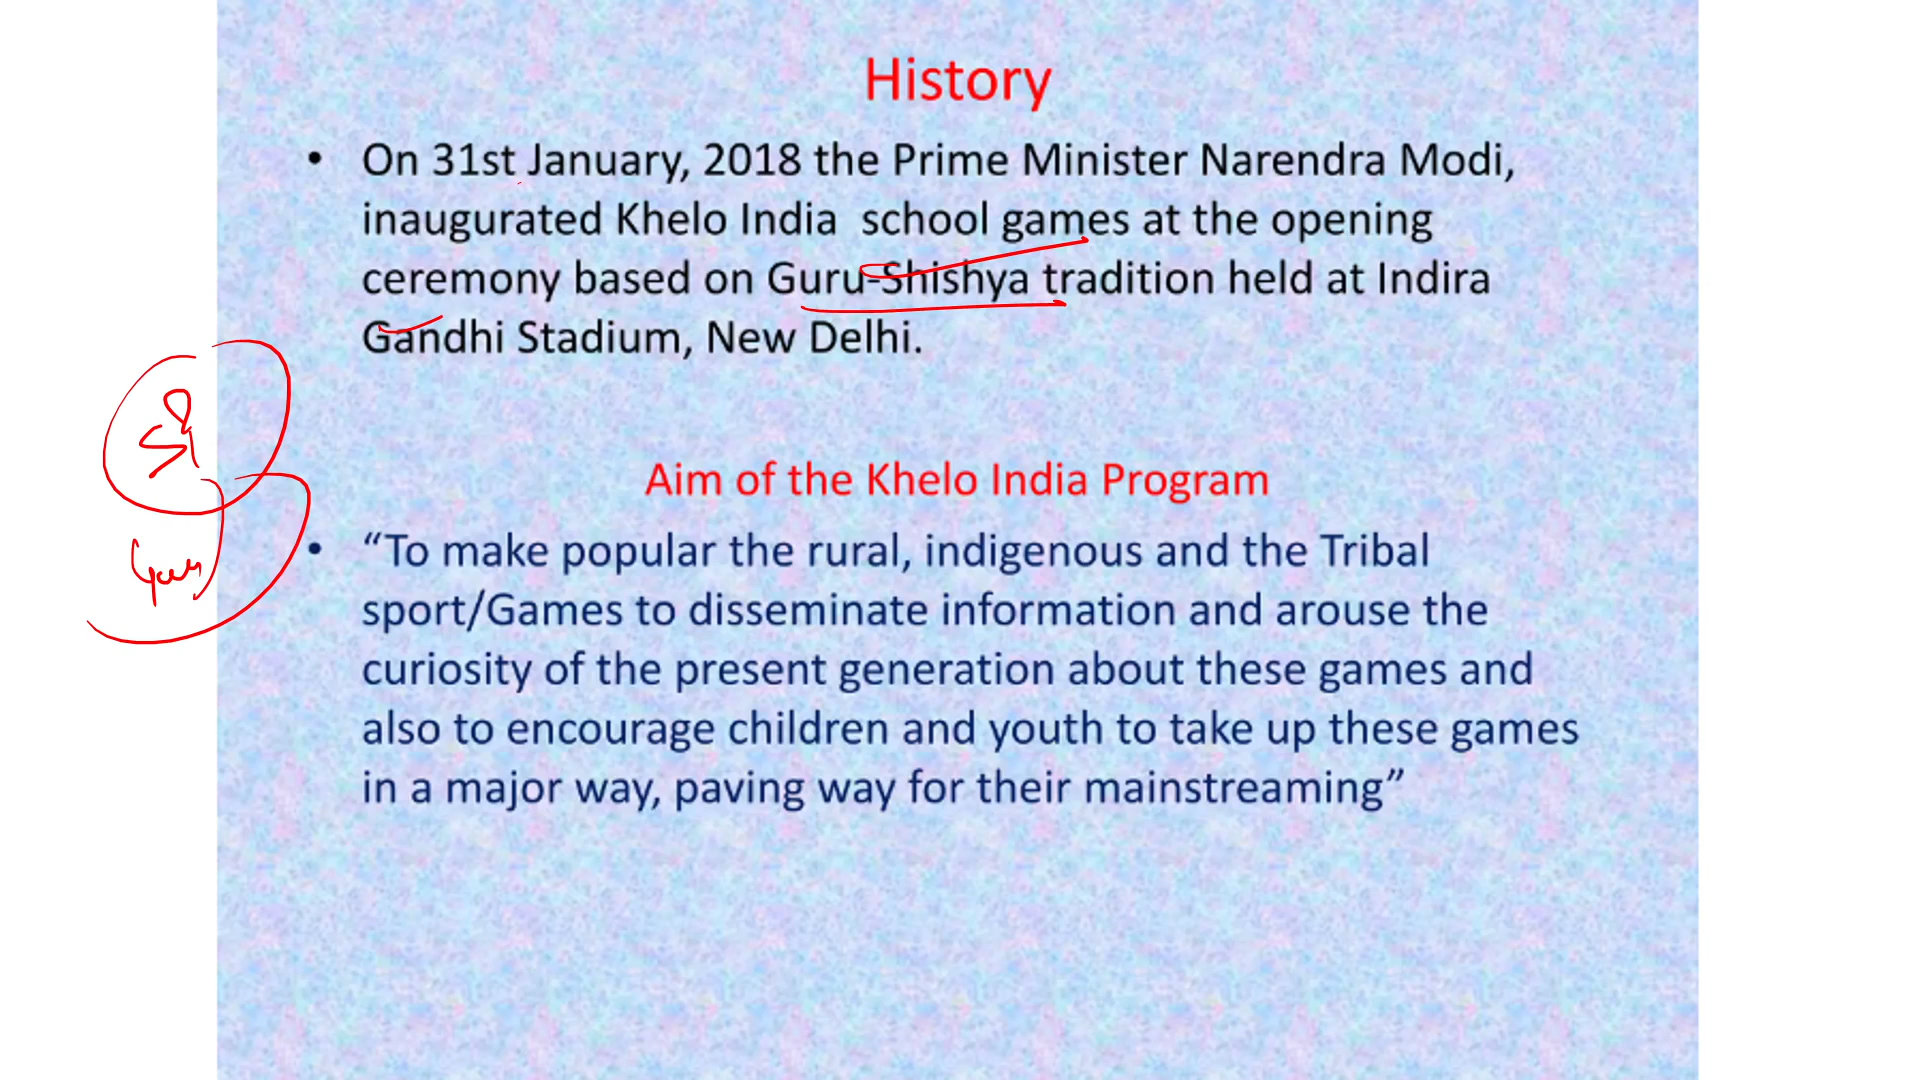 History
• On 31st January, 2018 the Prime Minister Narendra Modi,
inaugurated Khelo India school games at the opening
ceremony based on Guru-Shishya tradition held at Indira
Gandhi Stadium, New Delhi.
Aim of the Khelo India Program
• “To make popular the rural, indigenous and the Tribal
sport/Games to disseminate information and arouse the
curiosity of the present generation about these games and
also to encourage children and youth to take up these games
in a major way, paving way for their mainstreaming”